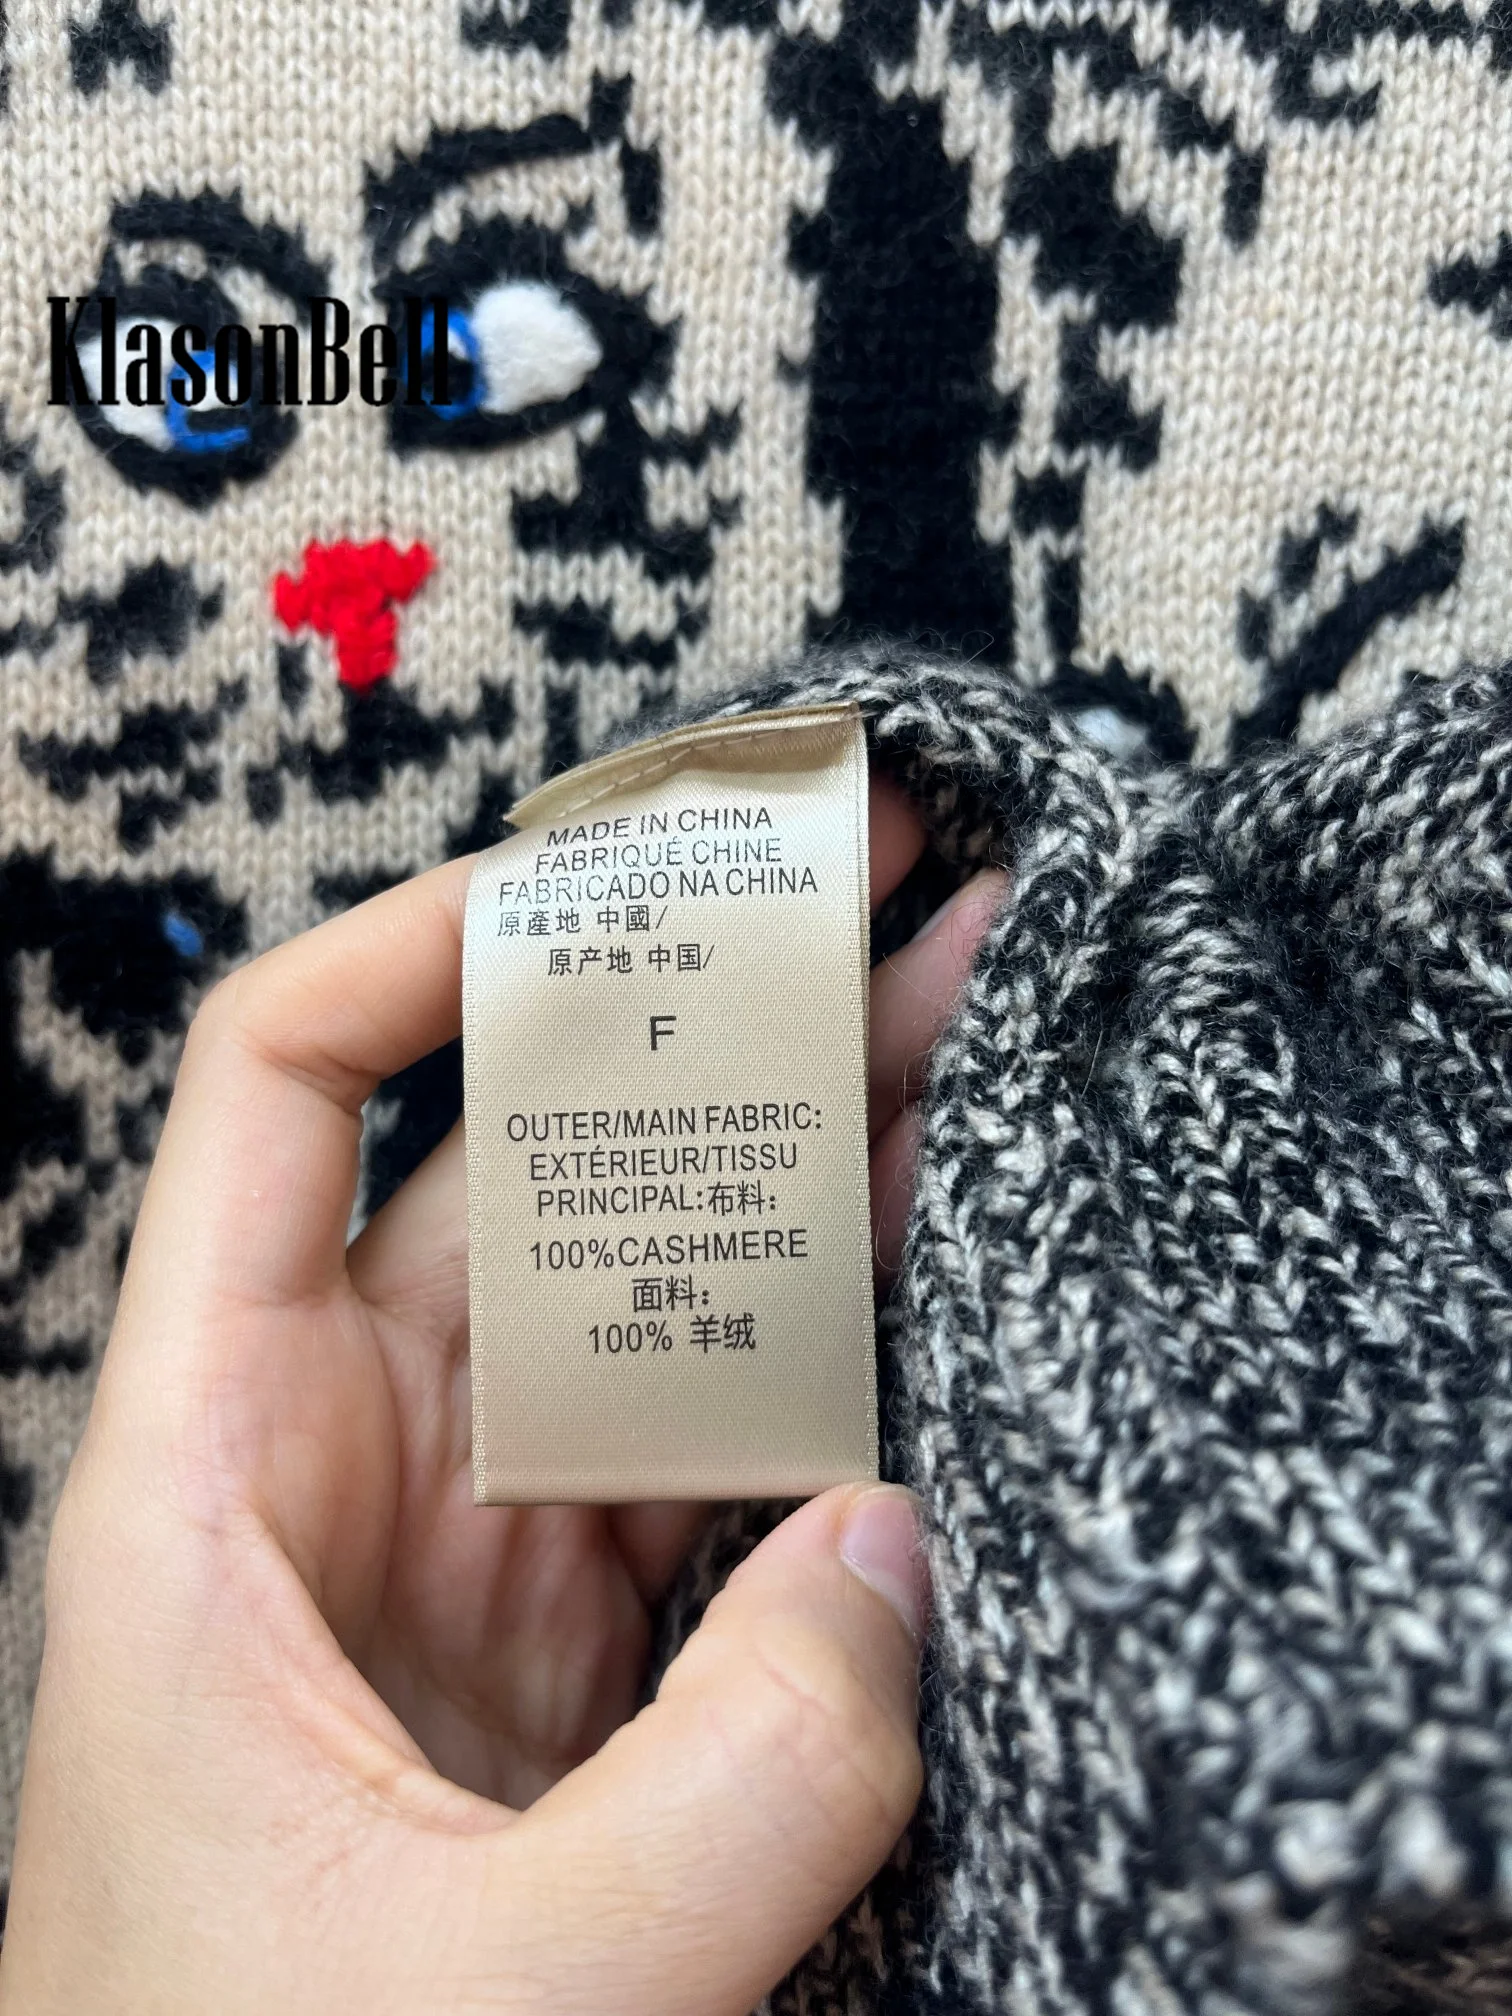 KlasonBell
MADE IN CHINA
FABRIQUÉ CHINE
FABRICADO NA CHINA
原產地 中國/
原产地 中国/
F
OUTER/MAIN FABRIC:
EXTÉRIEUR/TISSU
PRINCIPAL:布料:
100%CASHMERE
面料:
100% 羊绒